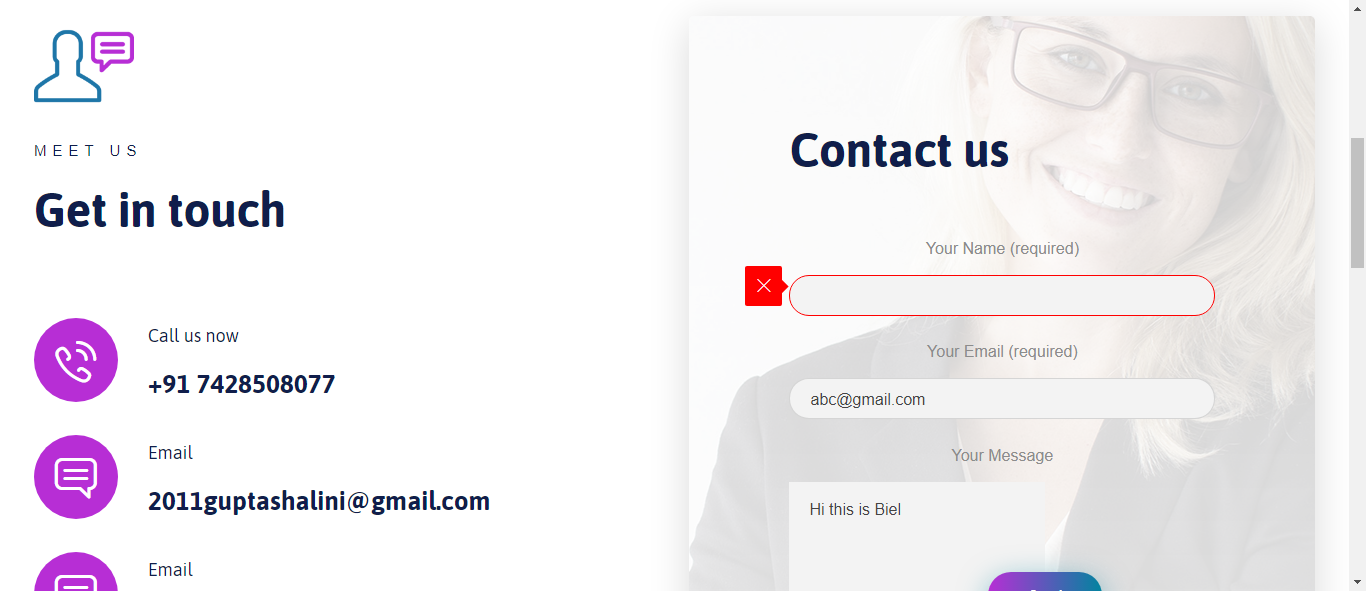 MEET US
Get in touch
Call us now
+91 7428508077
Email
2011guptashalini@gmail.com
Email
Contact us
Your Name (required)
Your Email (required)
abc@gmail.com
Your Message
Hi this is Biel